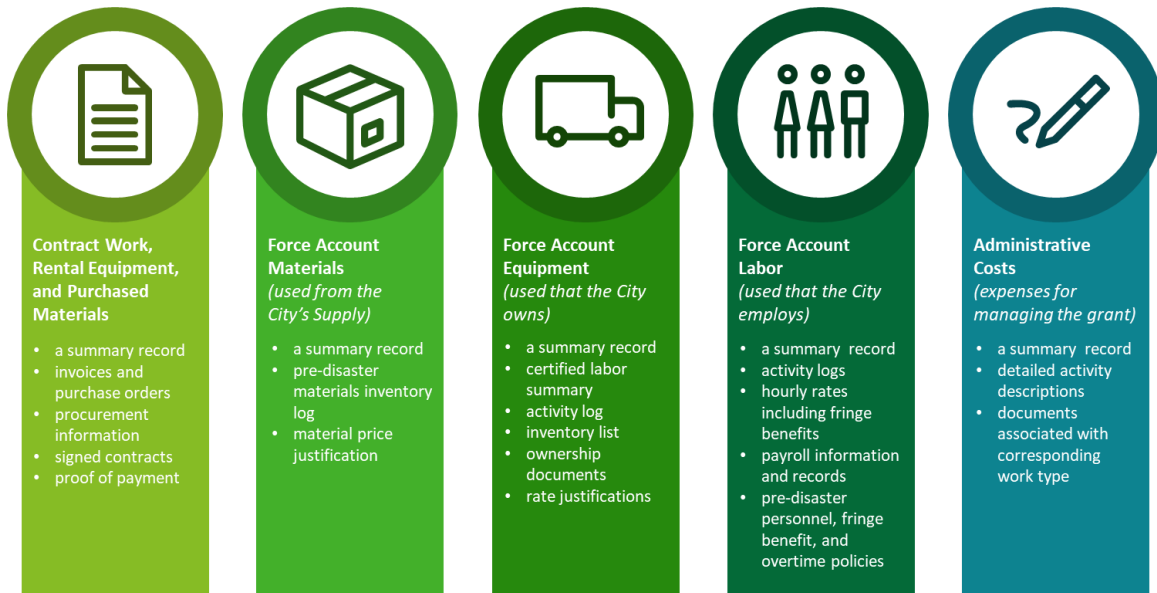 Contract Work,
Rental Equipment,
and Purchased
Materials
• a summary record
• invoices and
purchase orders
• procurement
information
• signed contracts
• proof of payment
Force Account
Materials
(used from the
City's Supply)
• a summary record
• pre-disaster
materials inventory
log
• material price
justification
Force Account
Equipment
(used that the City
owns)
• a summary record
• certified labor
summary
• activity log
• inventory list
• ownership
documents
• rate justifications
Force Account
Labor
(used that the City
employs)
• a summary record
• activity logs
• hourly rates
including fringe
benefits
• payroll information
and records
• pre-disaster
personnel, fringe
benefit, and
overtime policies
Administrative
Costs
(expenses for
managing the grant)
• a summary record
• detailed activity
descriptions
• documents
associated with
corresponding
work type